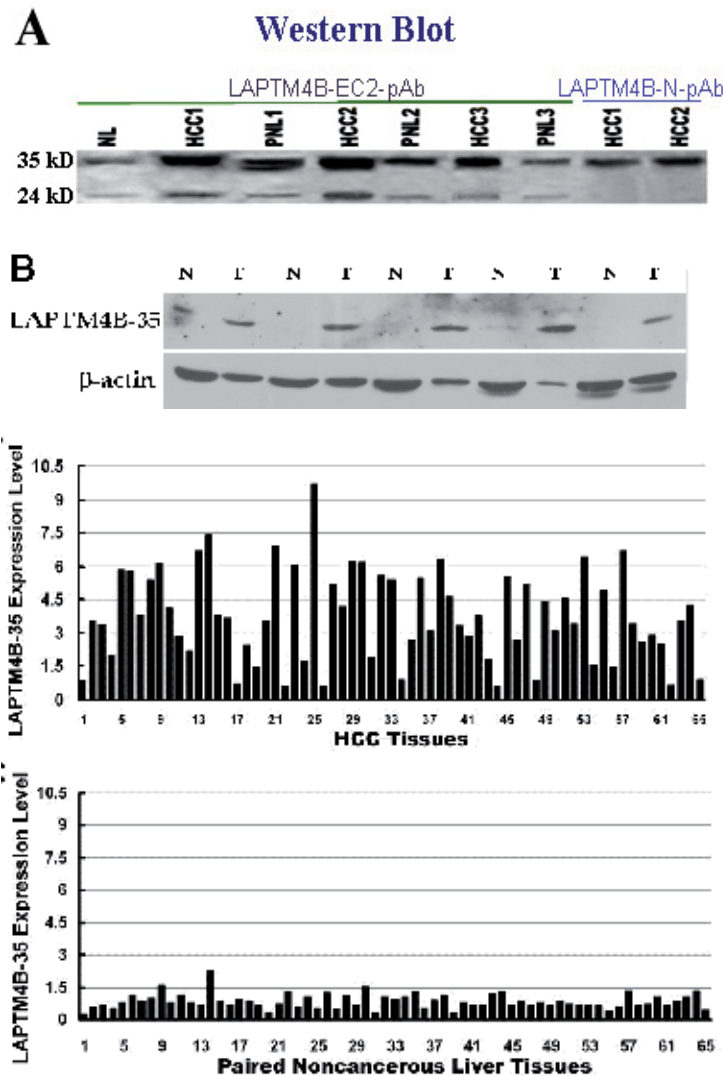 A
Western Blot
LAPTM4B-EC2-pAb LAPTM4B-N-pAb
NL HCC1 PNL1 HCC2 PNL2 HCC3 PNL3 HCC1 HCC2
35 kD
24 kD
B
N T N T N T N T N T
LAPTM4B-35
β-actin
LAPTM4B-35 Expression Level
10.5
9
7.5
6
4.5
3
1.5
0
1 5 9 13 17 21 25 29 33 37 41 45 49 53 57 61 65
HCC Tissues
LAPTM4B-35 Expression Level
10.5
9
7.5
6
4.5
3
1.5
0
1 5 9 13 17 21 25 29 33 37 41 45 49 53 57 61 65
Paired Noncancerous Liver Tissues